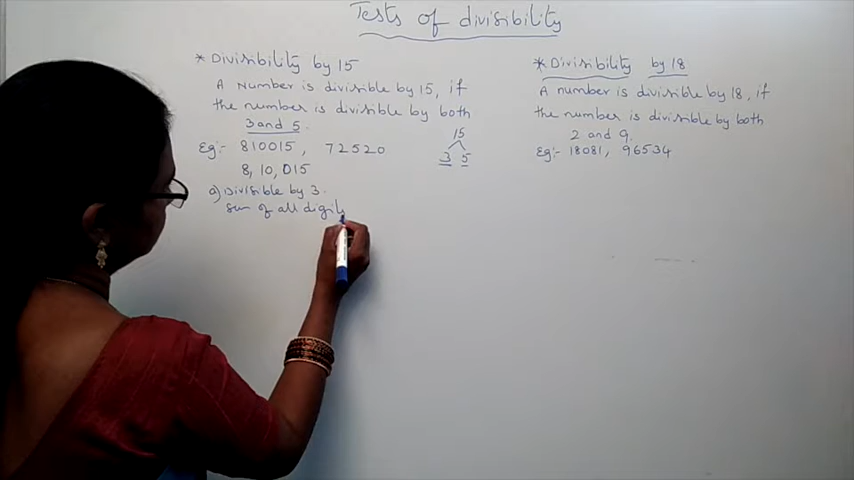 Tests of divisibility
* Divisibility by 15
A number is divisible by 15, if
the number is divisible by both
3 and 5.
Eg:- 810015, 72520
8,10,015
a) Divisible by 3.
Sum of all digits
15
3 5
* Divisibility by 18
A number is divisible by 18, if
the number is divisible by both
2 and 9.
Eg:- 18081, 96534